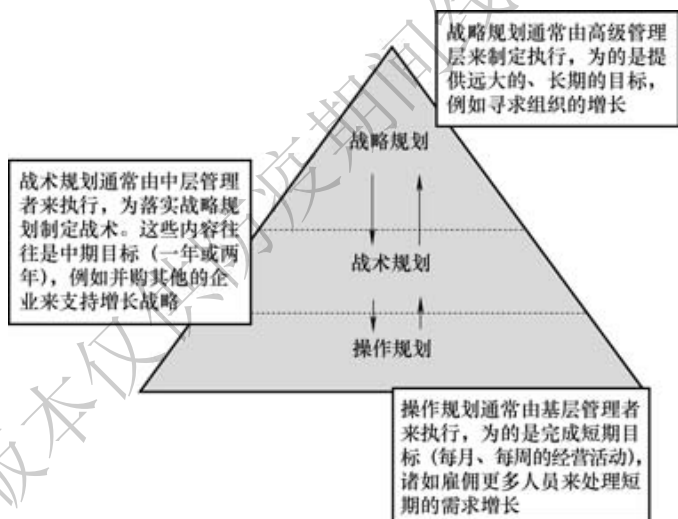 战略规划通常由高级管理
层来制定执行，为的是提
供远大的、长期的目标，
例如寻求组织的增长
战略规划
战术规划通常由中层管理
者来执行，为落实战略规
划制定战术。这些内容往
往是中期目标（一年或两
年），例如并购其他的企
业来支持增长战略
战术规划
操作规划
操作规划通常由基层管理者
来执行，为的是完成短期目
标（每月、每周的经营活动），
诸如雇佣更多人员来处理短
期的需求增长
版本仅供防疫期间